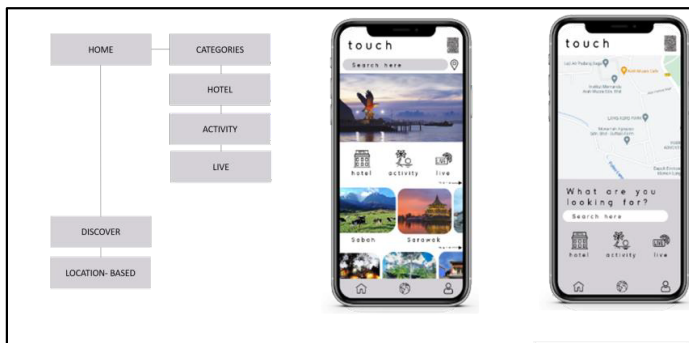 HOME
CATEGORIES
HOTEL
ACTIVITY
LIVE
DISCOVER
LOCATION- BASED
touch
Search here
hotel activity live
Sabah Sarawak
touch
What are you
looking for?
Search here
hotel activity live